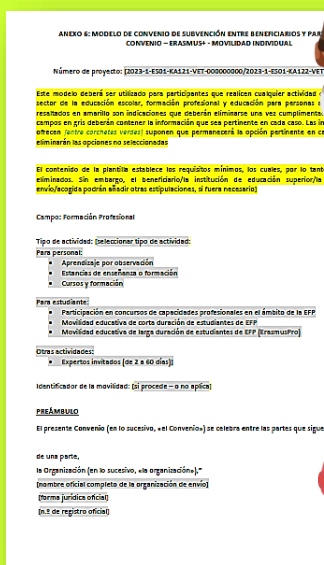 ANEXO 6: MODELO DE CONVENIO DE SUBVENCIÓN ENTRE BENEFICIARIOS Y PAR
CONVENIO – ERASMUS+ - MOVILIDAD INDIVIDUAL
Número de proyecto: [2023-1-ES01-KA121-VET-000000000/2023-1-ES01-KA122-VET
Este modelo deberá ser utilizado para participantes que realicen cualquier actividad
sector de la educación escolar, formación profesional y educación para personas
resaltados en amarillo son indicaciones que deberán eliminarse una vez cumplimenta
campos en gris deberán contener la información que sea pertinente en cada caso. Las in
ofrecen [entre corchetes verdes] suponen que permanecerá la opción pertinente en c
eliminarán las opciones no seleccionadas
El contenido de la plantilla establece los requisitos mínimos, los cuales, por lo tant
eliminados. Sin embargo, el beneficiario/la institución de educación superior/la
envío/acogida podrán añadir otras estipulaciones, si fuera necesario]
Campo: Formación Profesional
Tipo de actividad: [seleccionar tipo de actividad:
Para personal:
• Aprendizaje por observación
• Estancias de enseñanza o formación
• Cursos y formación
Para estudiante:
• Participación en concursos de capacidades profesionales en el ámbito de la EFP
• Movilidad educativa de corta duración de estudiantes de EFP
• Movilidad educativa de larga duración de estudiantes de EFP (ErasmusPro)
Otras actividades:
• Expertos invitados (de 2 a 60 días)]
Identificador de la movilidad: [si procede – o no aplica]
PREÁMBULO
El presente Convenio (en lo sucesivo, «el Convenio») se celebra entre las partes que sigue
de una parte,
la Organización (en lo sucesivo, «la organización»),"
[nombre oficial completo de la organización de envío]
[forma jurídica oficial]
[n.º de registro oficial]